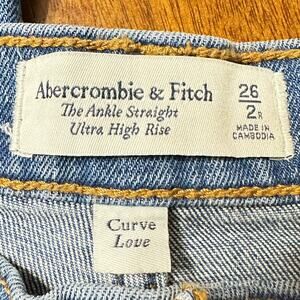 Abercrombie & Fitch
The Ankle Straight
Ultra High Rise
26
2R
MADE IN
CAMBODIA
Curve
Love